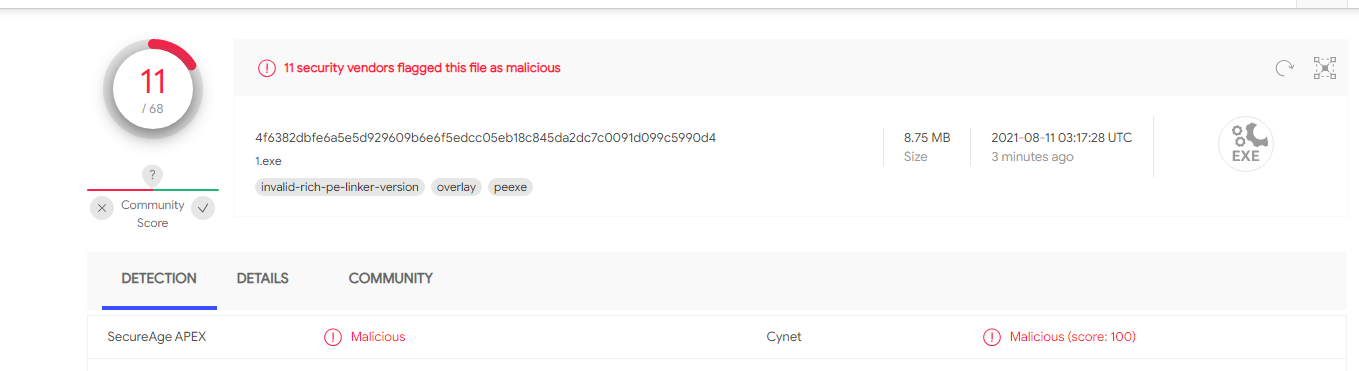 11
/ 68
11 security vendors flagged this file as malicious
4f6382dbfe6a5e5d929609b6e6f5edcc05eb18c845da2dc7c0091d099c5990d4
1.exe
invalid-rich-pe-linker-version overlay peexe
8.75 MB
Size
2021-08-11 03:17:28 UTC
3 minutes ago
EXE
?
Community
Score
DETECTION DETAILS COMMUNITY
SecureAge APEX Malicious Cynet Malicious (score: 100)